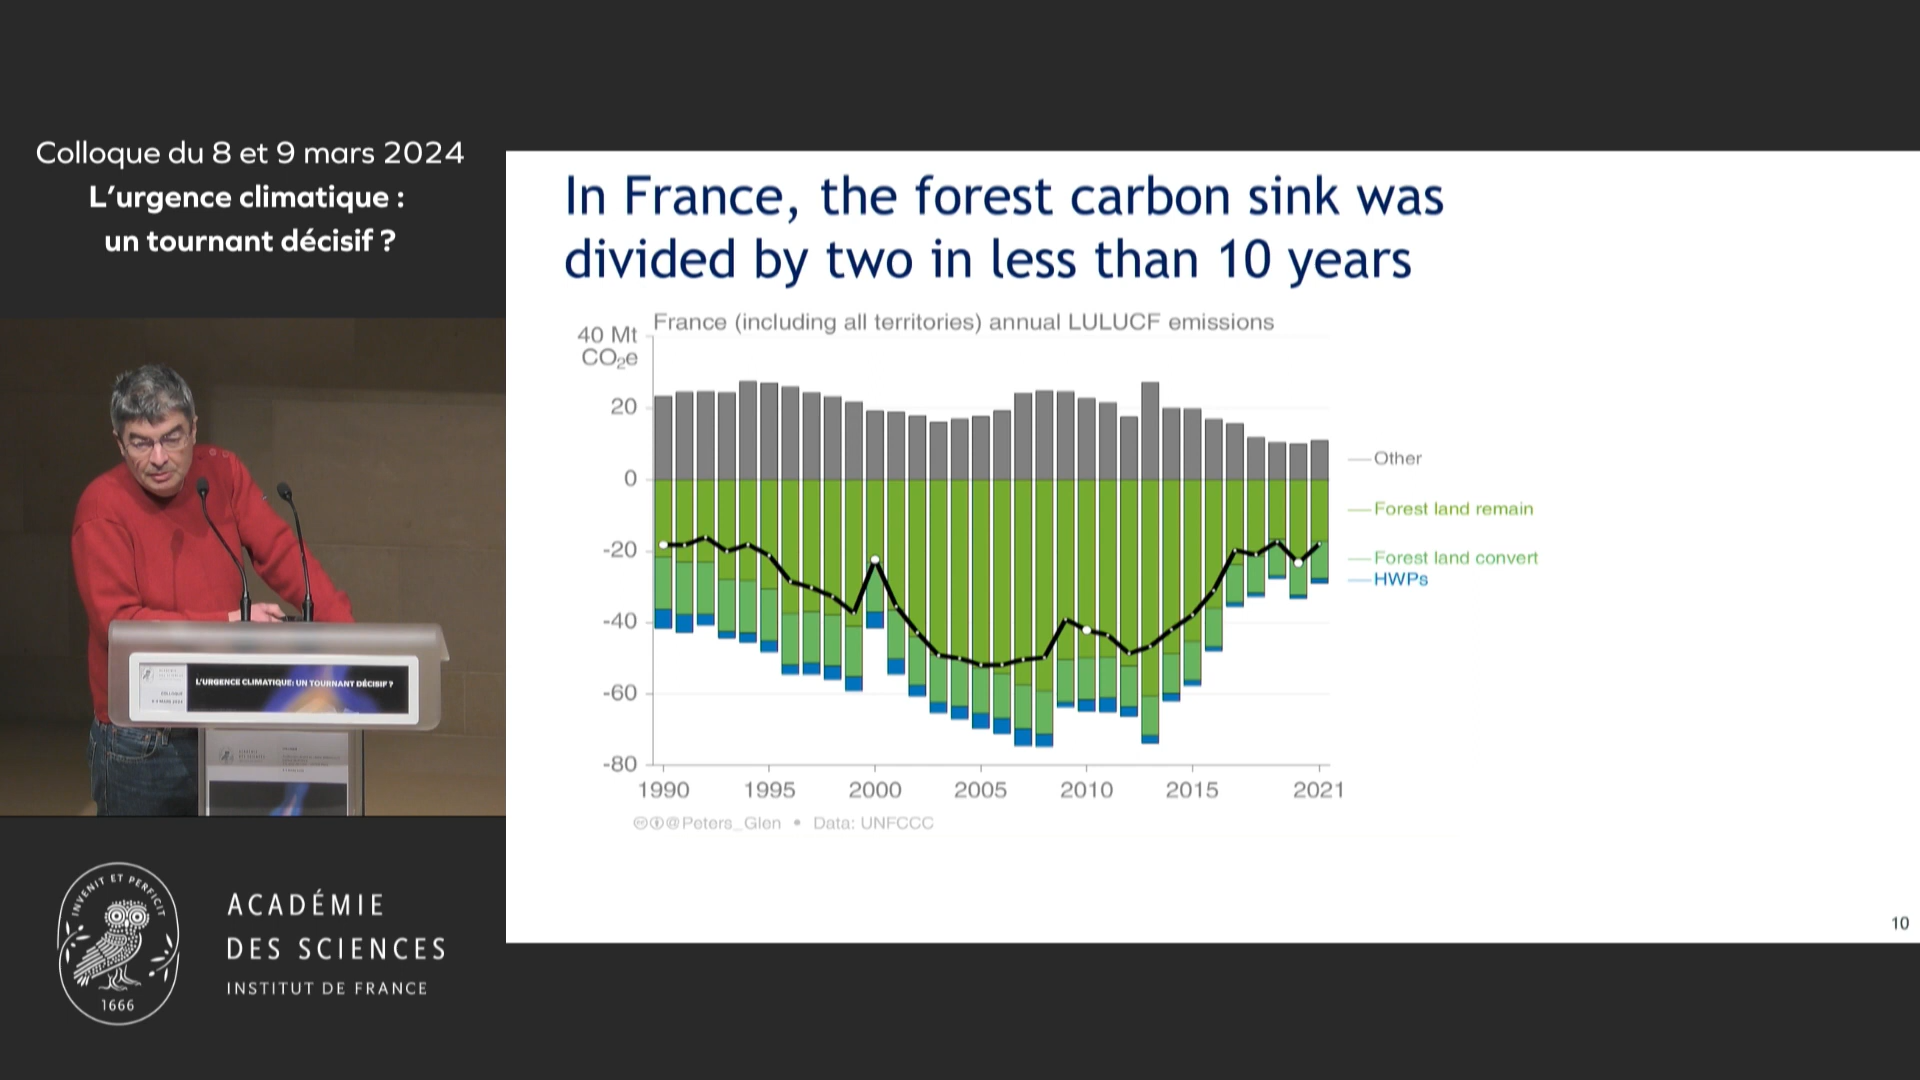 Colloque du 8 et 9 mars 2024
L'urgence climatique :
un tournant décisif ?
In France, the forest carbon sink was
divided by two in less than 10 years
France (including all territories) annual LULUCF emissions
40 Mt
CO₂e
20
0
-20
-40
-60
-80
1990
1995
2000
2005
2010
2015
2021
Other
Forest land remain
Forest land convert
HWPs
@Peters_Glen • Data: UNFCCC
10
L'URGENCE CLIMATIQUE: UN TOURNANT DÉCISIF ?
INVENIT ET PERFICIT
1666
ACADÉMIE
DES SCIENCES
INSTITUT DE FRANCE